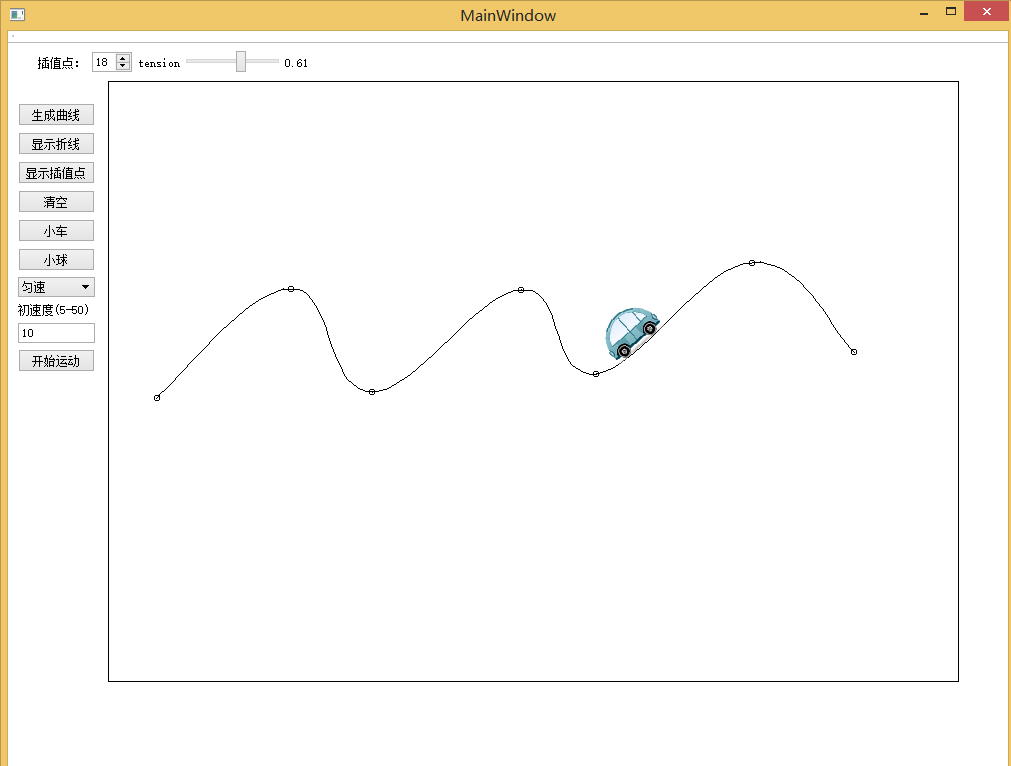 MainWindow
插值点： 18 tension 0.61
生成曲线
显示折线
显示插值点
清空
小车
小球
匀速
初速度(5-50)
10
开始运动